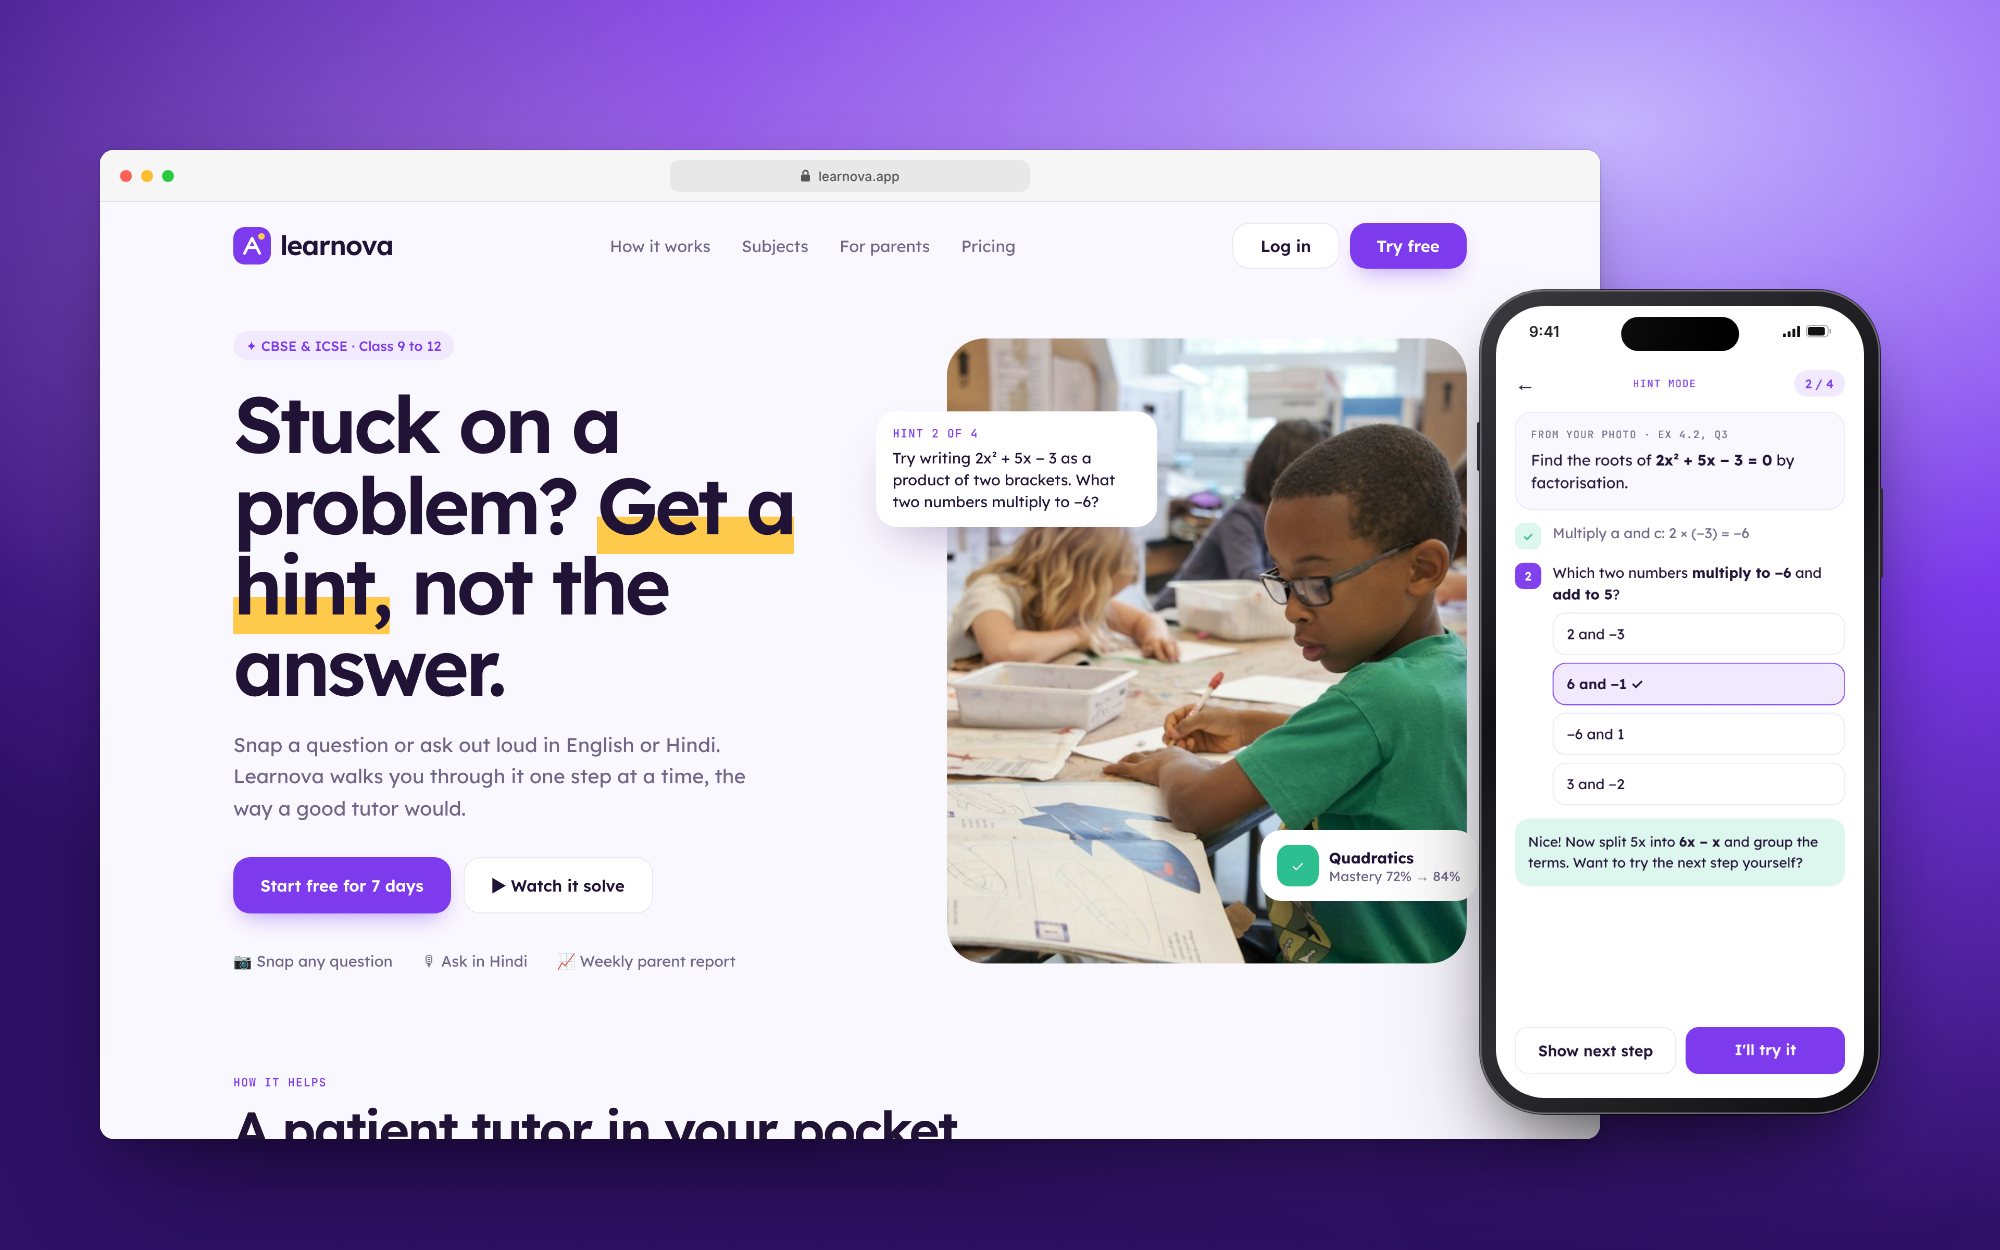 learnova.app
learnova
How it works Subjects For parents Pricing
Log in Try free
✦ CBSE & ICSE · Class 9 to 12
Stuck on a
problem? Get a
hint, not the
answer.
Snap a question or ask out loud in English or Hindi.
Learnova walks you through it one step at a time, the
way a good tutor would.
Start free for 7 days ▶ Watch it solve
Snap any question Ask in Hindi Weekly parent report
HINT 2 OF 4
Try writing 2x² + 5x − 3 as a
product of two brackets. What
two numbers multiply to −6?
Quadratics
Mastery 72% → 84%
HOW IT HELPS
A patient tutor in your pocket
9:41
← HINT MODE 2 / 4
FROM YOUR PHOTO · EX 4.2, Q3
Find the roots of 2x² + 5x − 3 = 0 by
factorisation.
✓ Multiply a and c: 2 × (−3) = −6
2 Which two numbers multiply to −6 and
add to 5?
2 and −3
6 and −1 ✓
−6 and 1
3 and −2
Nice! Now split 5x into 6x − x and group the
terms. Want to try the next step yourself?
Show next step I'll try it